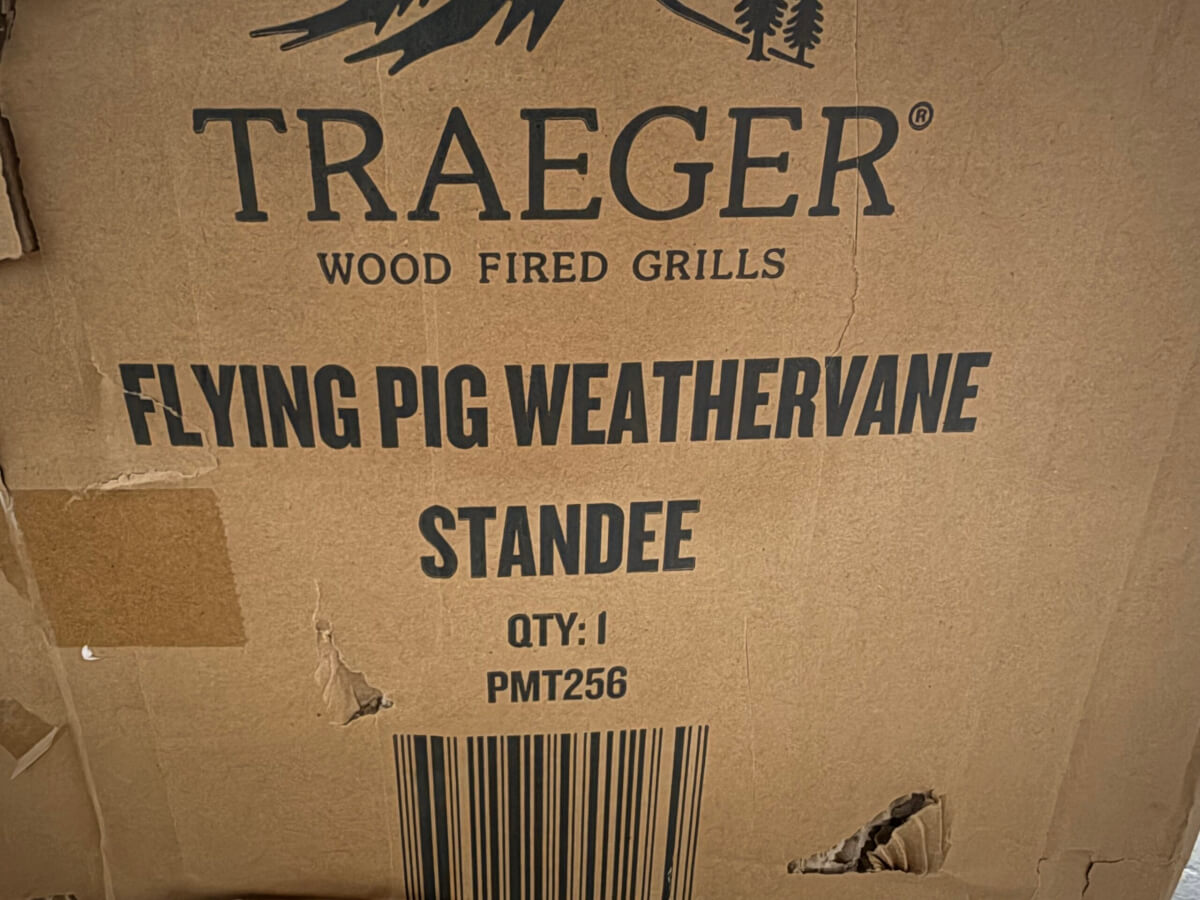 TRAEGER®
WOOD FIRED GRILLS
FLYING PIG WEATHERVANE
STANDEE
QTY: 1
PMT256